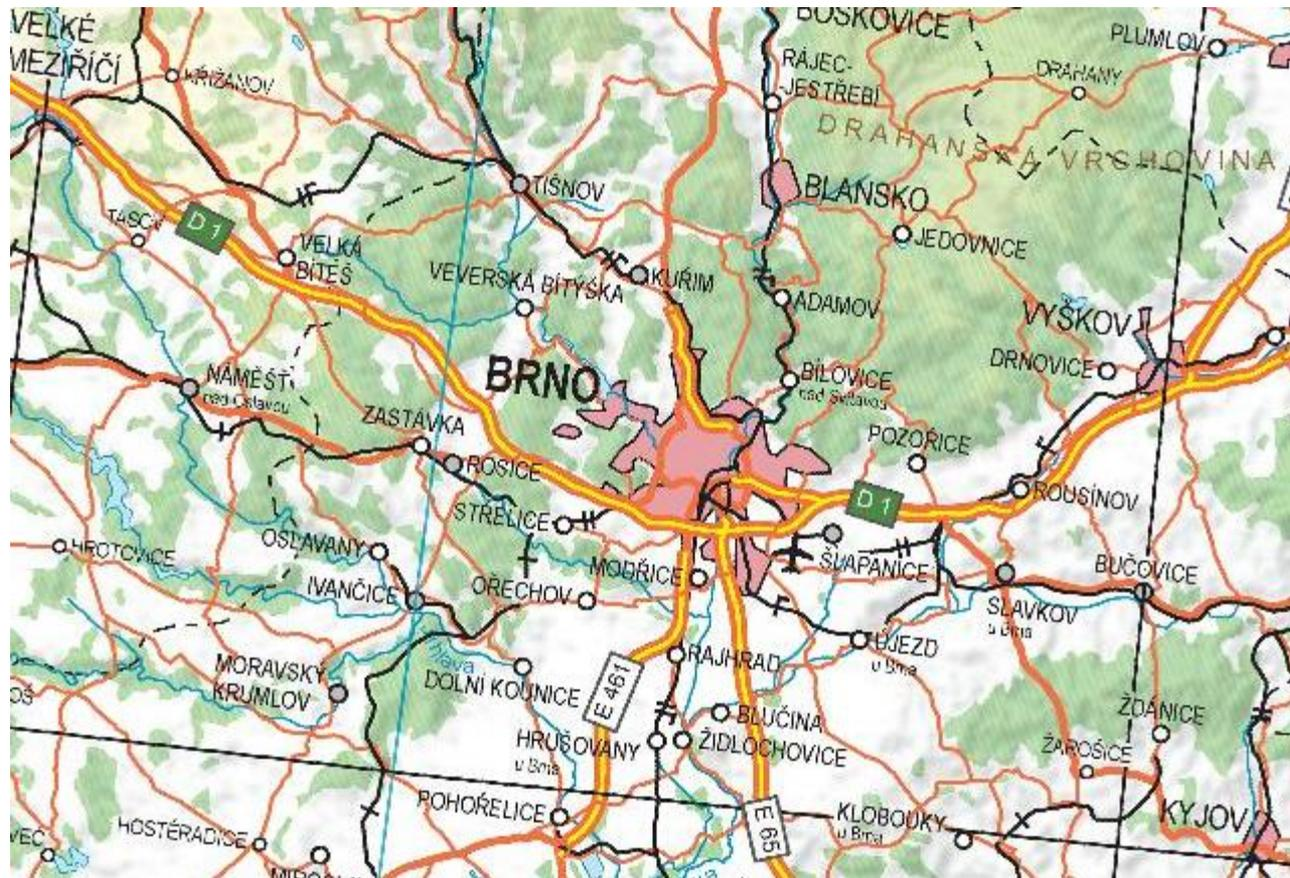 VELKÉ
MEZIŘÍČÍ
KŘIŽANOV
BOSKOVICE
RÁJEC-
-JESTŘEBÍ
PLUMLOV
DRAHANY
DRAHANSKÁ VRCHOVINA
TIŠNOV
BLANSKO
TASOV
D 1
VELKÁ
BÍTEŠ
VEVERSKÁ BÍTÝŠKA
KUŘIM
JEDOVNICE
ADAMOV
VYŠKOV
DRNOVICE
BRNO
BÍLOVICE
nad Svitavou
NÁMĚŠŤ
nad Oslavou
ZASTÁVKA
ROSICE
POZOŘICE
D 1
ROUSÍNOV
STŘELICE
HROTOVICE
OSLAVANY
IVANČICE
OŘECHOV
MODŘICE
ŠLAPANICE
BUČOVICE
SLAVKOV
u Brna
ÚJEZD
u Brna
MORAVSKÝ
KRUMLOV
DOLNÍ KOUNICE
RAJHRAD
E 461
BLUČINA
HRUŠOVANY
u Brna
ŽIDLOCHOVICE
ŽDÁNICE
ŽAROŠICE
POHOŘELICE
HOSTĚRADICE
E 65
KLOBOUKY
u Brna
KYJOV